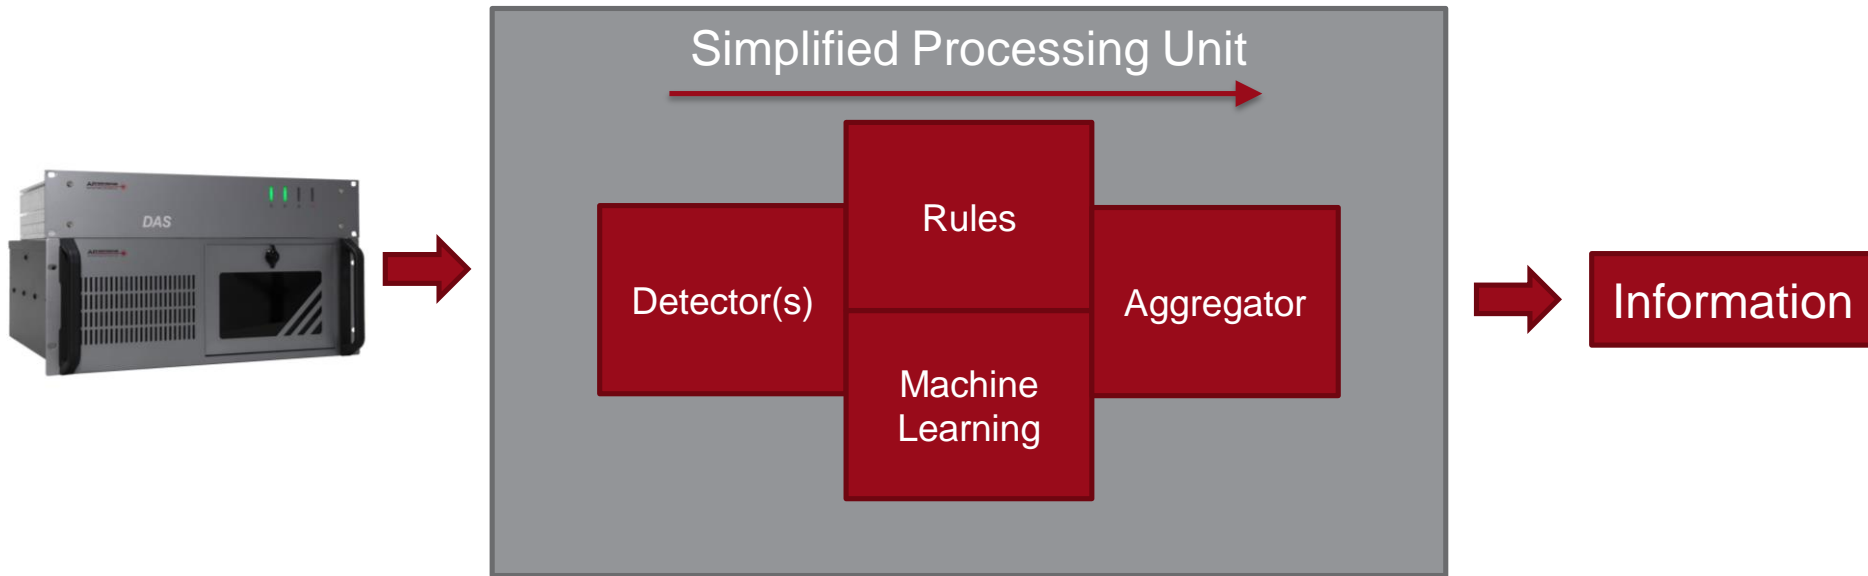 Simplified Processing Unit
DAS
Rules
Detector(s)
Aggregator
Information
Machine
Learning